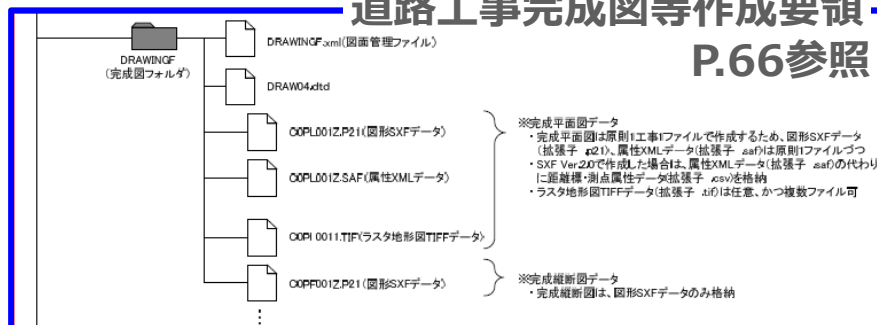 道路工事完成図等作成要領
P.66参照
DRAWINGF.xml(図面管理ファイル)
DRAWINGF
(完成図フォルダ)
DRAW04.dtd
C0PL001Z.P21(図形SXFデータ)
C0PL001Z.SAF(属性XMLデータ)
C0PL0011.TIF(ラスタ地形図TIFFデータ)
※完成平面図データ
・完成平面図は原則1工事1ファイルで作成するため、図形SXFデータ
(拡張子 .p21)、属性XMLデータ(拡張子 .saf)は原則1ファイルづつ
・SXF Ver.2.0で作成した場合は、属性XMLデータ(拡張子 .saf)の代わり
に距離標・測点属性データ(拡張子 .csv)を格納
・ラスタ地形図TIFFデータ(拡張子 .tif)は任意、かつ複数ファイル可
C0PF001Z.P21(図形SXFデータ)
※完成縦断図データ
・完成縦断図は、図形SXFデータのみ格納